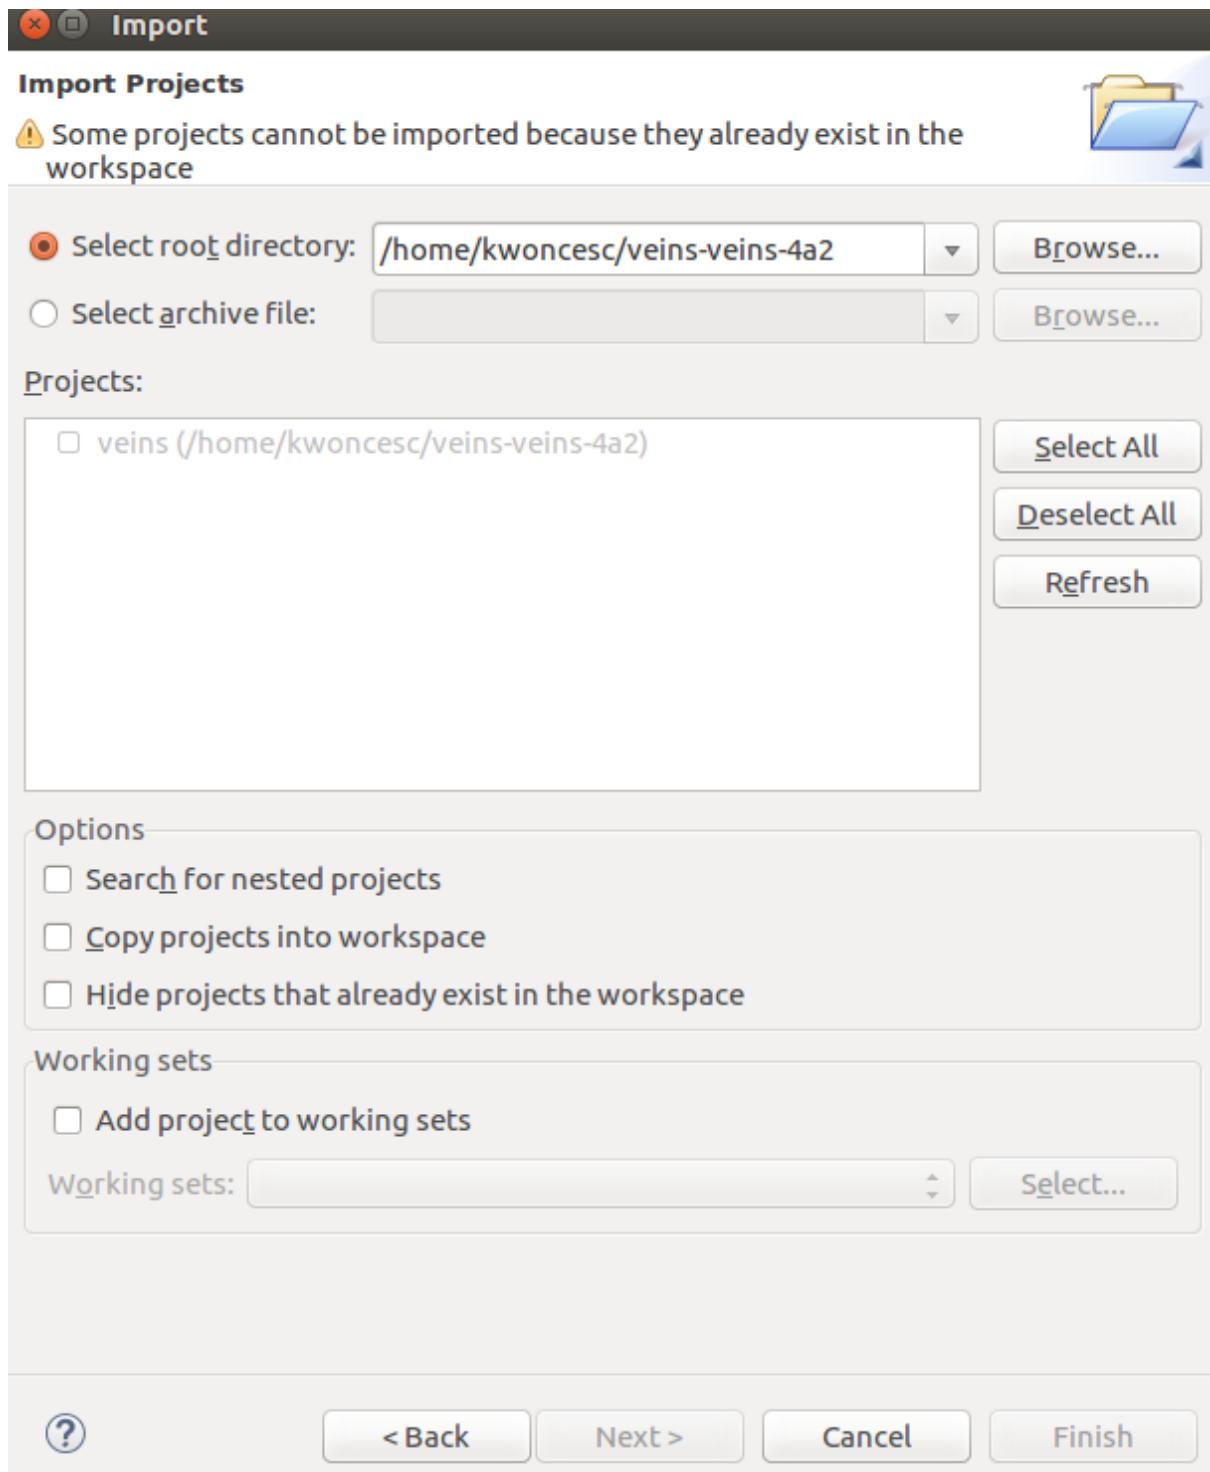 Import
Import Projects
Some projects cannot be imported because they already exist in the
workspace
Select root directory: /home/kwoncesc/veins-veins-4a2 Browse...
Select archive file: Browse...
Projects:
veins (/home/kwoncesc/veins-veins-4a2)
Select All
Deselect All
Refresh
Options
Search for nested projects
Copy projects into workspace
Hide projects that already exist in the workspace
Working sets
Add project to working sets
Working sets: Select...
? < Back Next > Cancel Finish